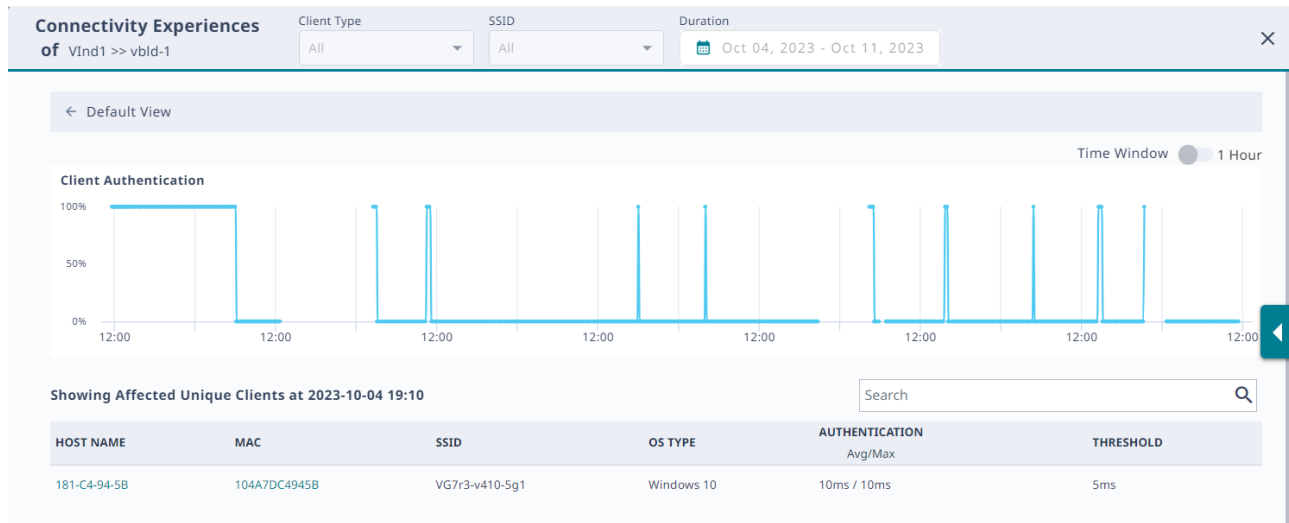 Connectivity Experiences
of VInd1 >> vbld-1
Client Type
All
SSID
All
Duration
Oct 04, 2023 - Oct 11, 2023
Default View
Time Window 1 Hour
Client Authentication
100%
50%
0%
12:00 12:00 12:00 12:00 12:00 12:00 12:00 12:00
Showing Affected Unique Clients at 2023-10-04 19:10
Search
HOST NAME MAC SSID OS TYPE AUTHENTICATION Avg/Max THRESHOLD
181-C4-94-5B 104A7DC4945B VG7r3-v410-5g1 Windows 10 10ms / 10ms 5ms